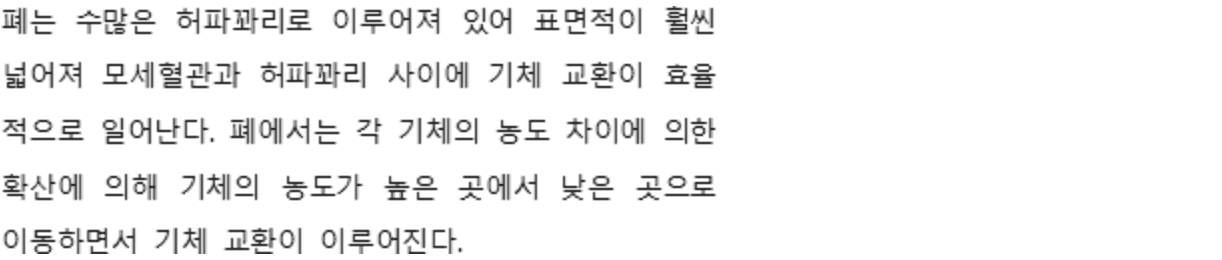 폐는 수많은 허파꽈리로 이루어져 있어 표면적이 훨씬
넓어져 모세혈관과 허파꽈리 사이에 기체 교환이 효율
적으로 일어난다. 폐에서는 각 기체의 농도 차이에 의한
확산에 의해 기체의 농도가 높은 곳에서 낮은 곳으로
이동하면서 기체 교환이 이루어진다.